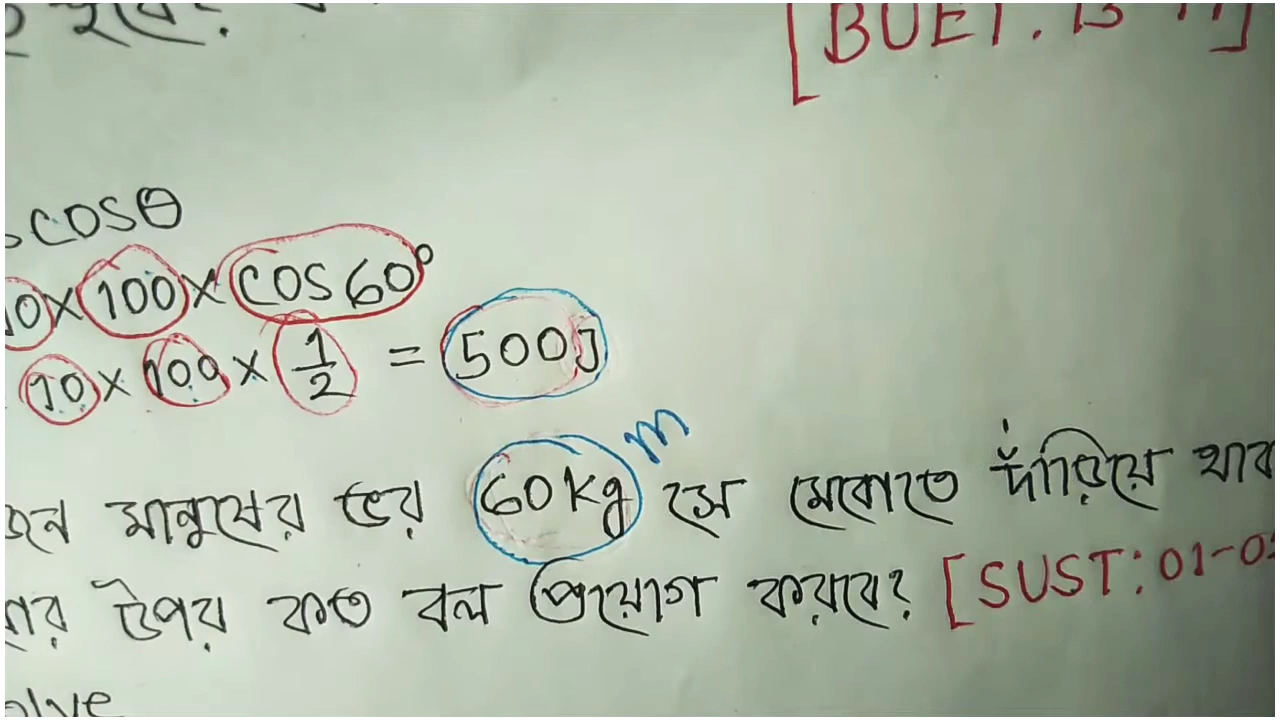 [BUET. 13
cosθ
0×100×cos60°
10×100×1/2 = 500J
m
জন মানুষের ভর 60kg সে মেঝেতে দাঁড়িয়ে থাক
উপর কত বল প্রয়োগ করবে? [SUST: 01-0
olve